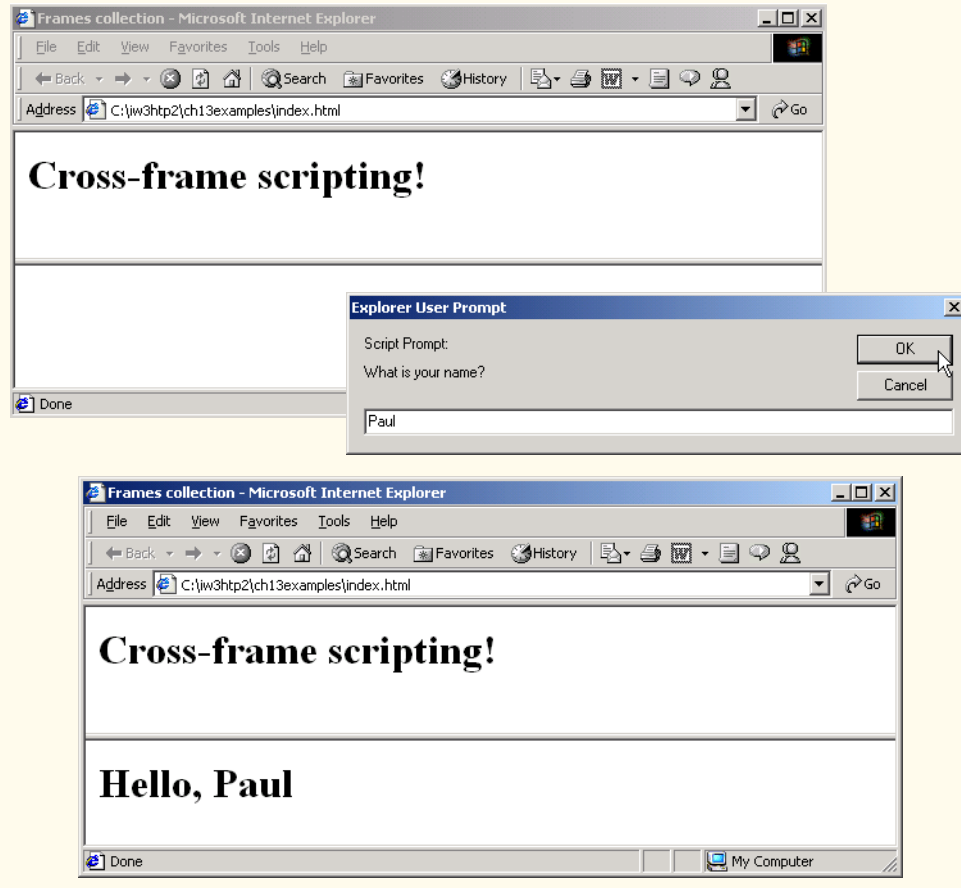 Frames collection - Microsoft Internet Explorer
File Edit View Favorites Tools Help
Back Search Favorites History
Address C:\iw3htp2\ch13examples\index.html Go
Cross-frame scripting!
Explorer User Prompt
Script Prompt:
OK
What is your name?
Cancel
Done
Paul
Frames collection - Microsoft Internet Explorer
File Edit View Favorites Tools Help
Back Search Favorites History
Address C:\iw3htp2\ch13examples\index.html Go
Cross-frame scripting!
Hello, Paul
Done My Computer